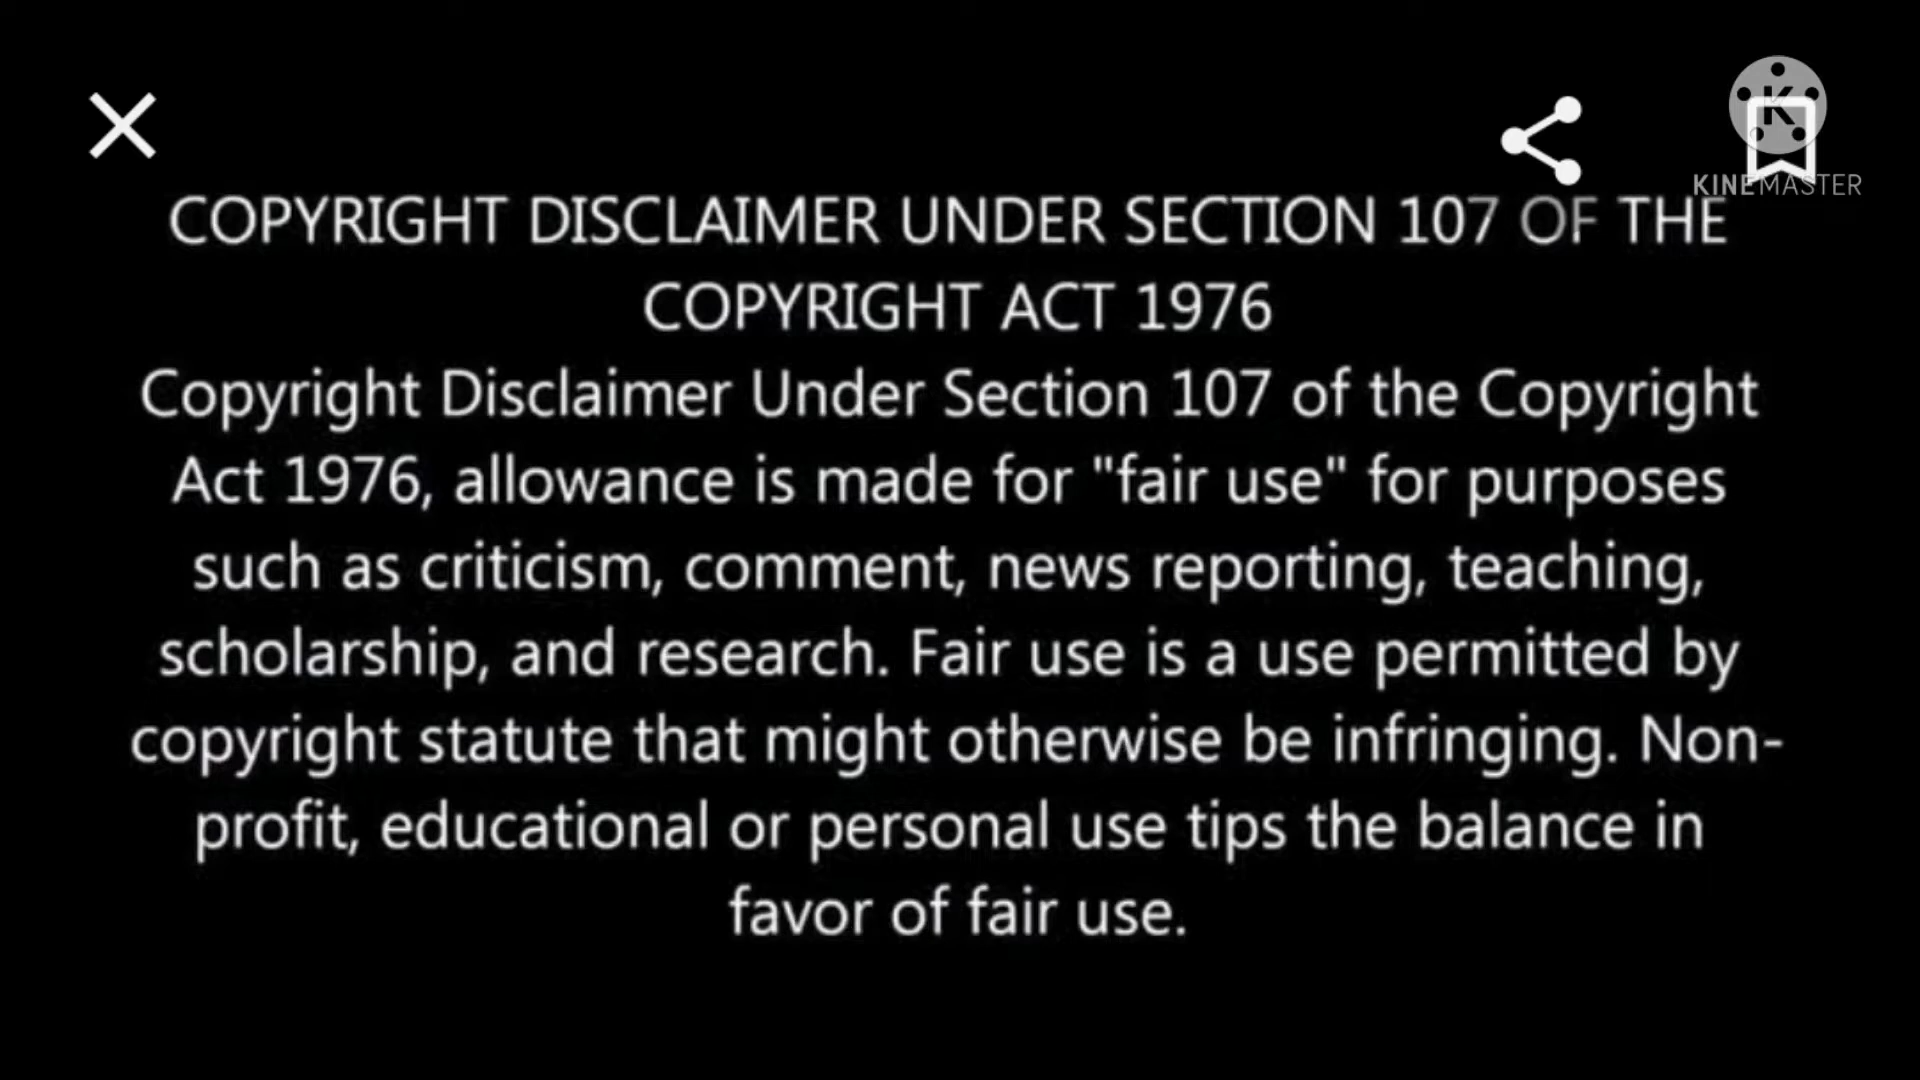 K
KINEMASTER
COPYRIGHT DISCLAIMER UNDER SECTION 107 OF THE
COPYRIGHT ACT 1976
Copyright Disclaimer Under Section 107 of the Copyright
Act 1976, allowance is made for "fair use" for purposes
such as criticism, comment, news reporting, teaching,
scholarship, and research. Fair use is a use permitted by
copyright statute that might otherwise be infringing. Non-
profit, educational or personal use tips the balance in
favor of fair use.